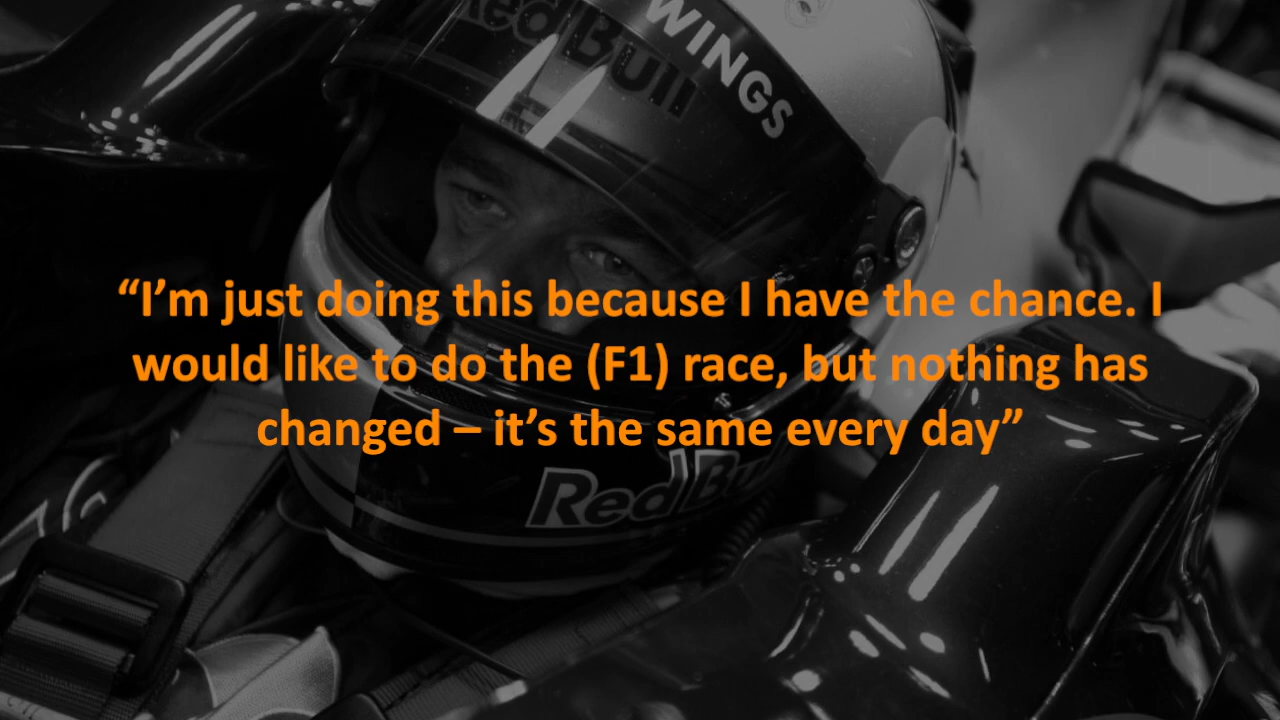 Red Bull
WINGS
“I’m just doing this because I have the chance. I
would like to do the (F1) race, but nothing has
changed – it’s the same every day”
Red Bull